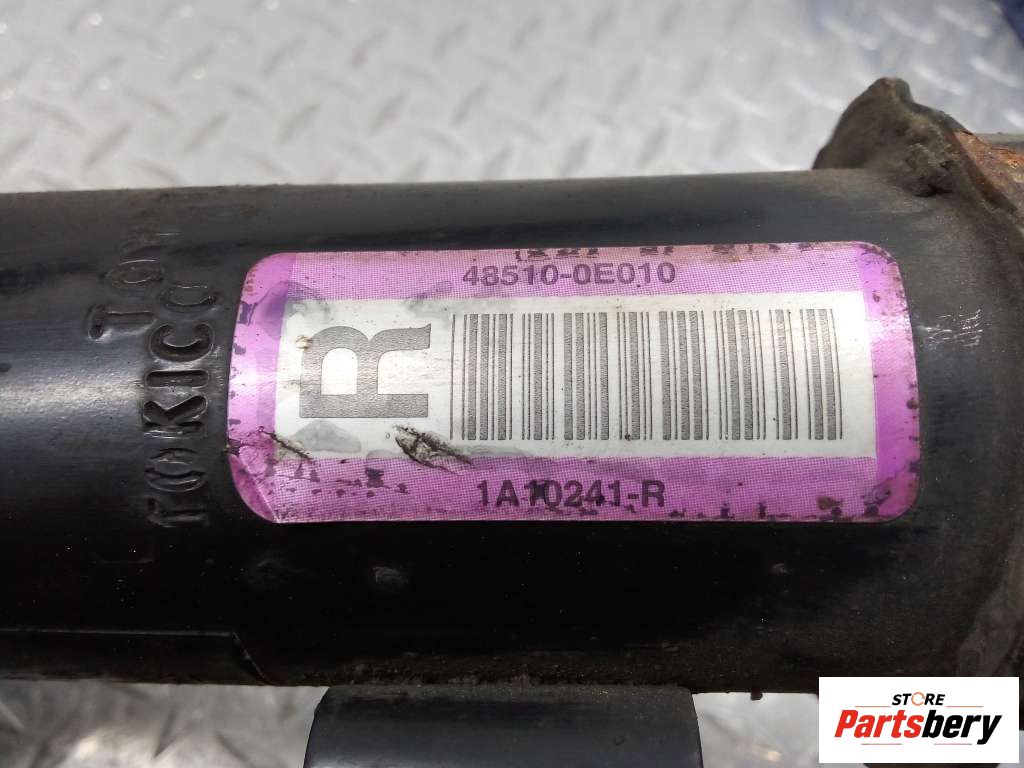 48510-0E010
R
1A10241-R
TOKICO
STORE
Partsbery